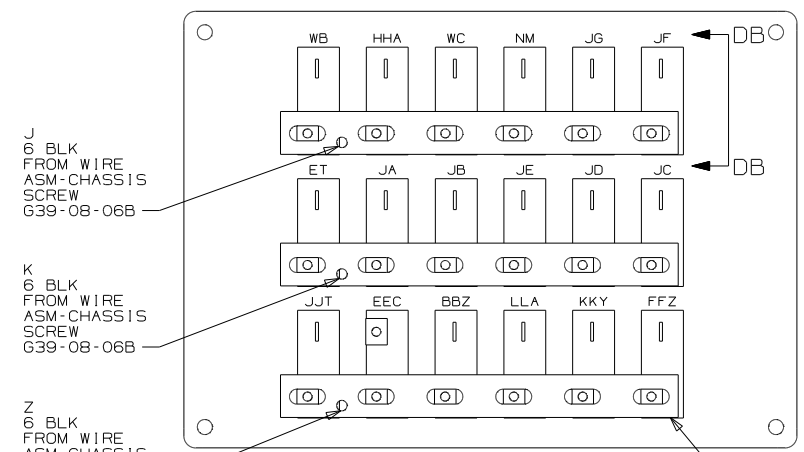 WB HHA WC NM JG JF DB
J
6 BLK
FROM WIRE
ASM-CHASSIS
SCREW
G39-08-06B
ET JA JB JE JD JC DB
K
6 BLK
FROM WIRE
ASM-CHASSIS
SCREW
G39-08-06B
JJT EEC BBZ LLA KKY FFZ
Z
6 BLK
FROM WIRE
ASM-CHASSIS